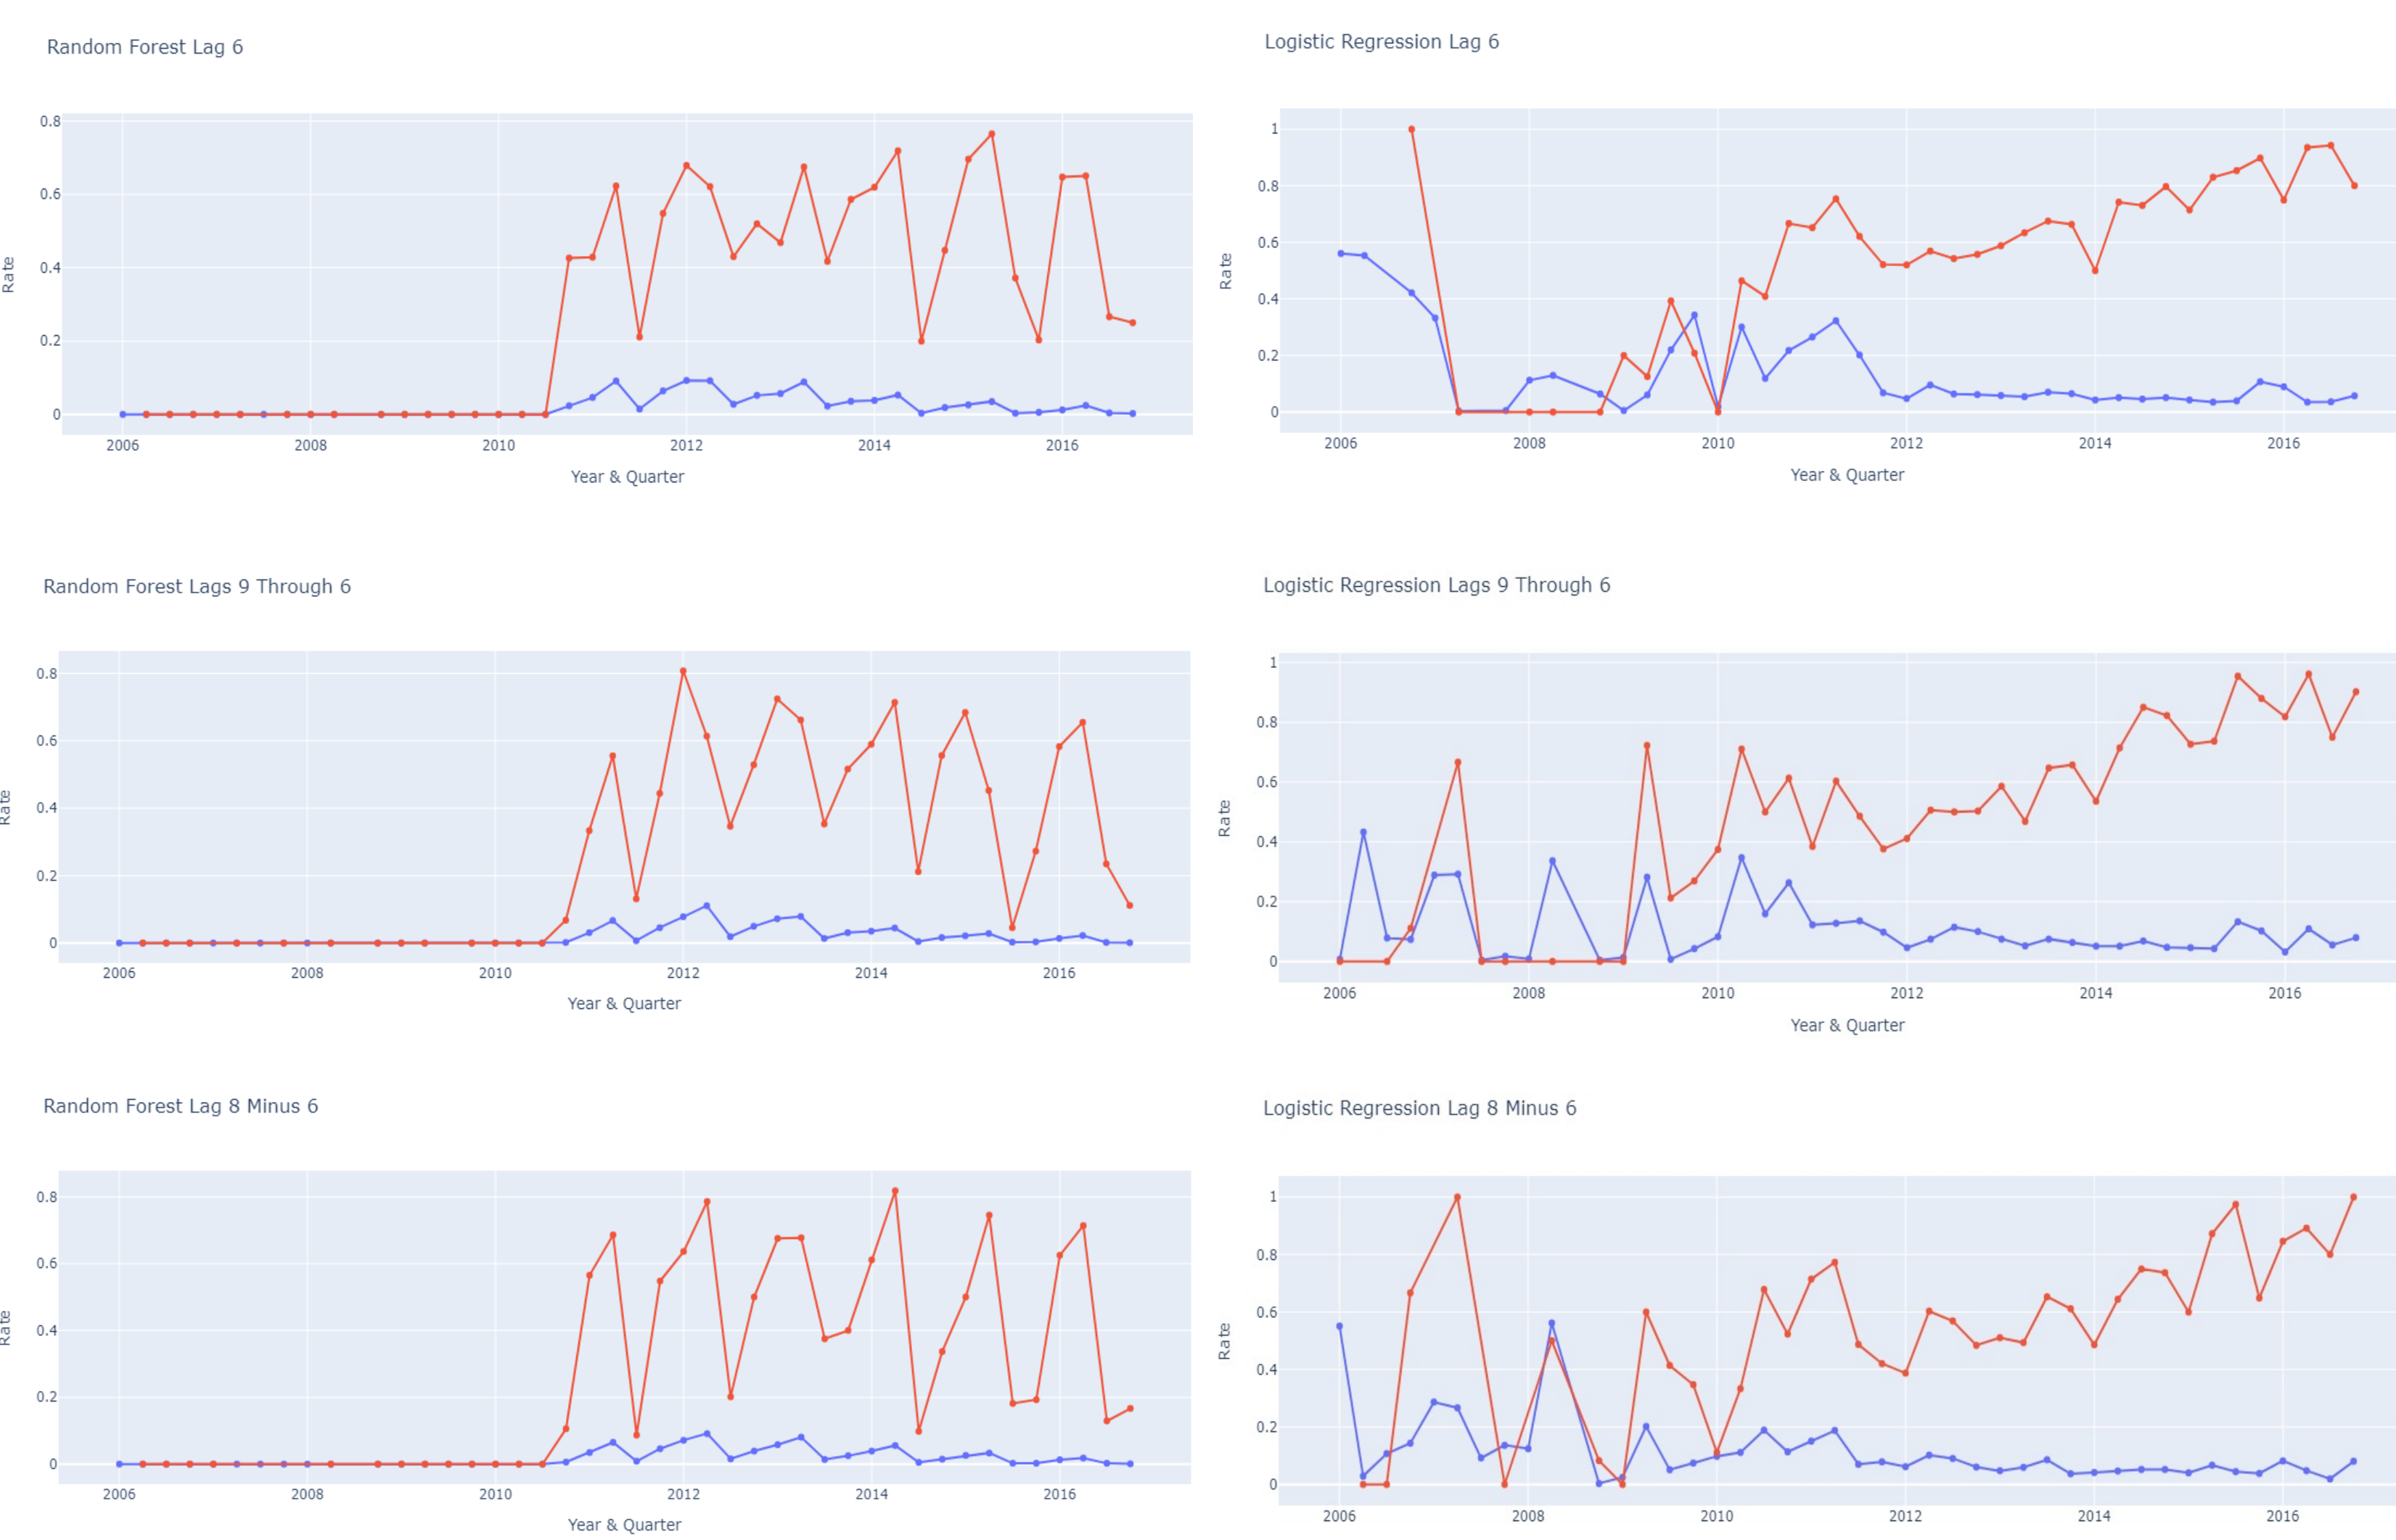 Random Forest Lag 6
0.8
0.6
0.4
0.2
0
Rate
2006 2008 2010 2012 2014 2016
Year & Quarter
Logistic Regression Lag 6
1
0.8
0.6
0.4
0.2
0
Rate
2006 2008 2010 2012 2014 2016
Year & Quarter
Random Forest Lags 9 Through 6
0.8
0.6
0.4
0.2
0
Rate
2006 2008 2010 2012 2014 2016
Year & Quarter
Logistic Regression Lags 9 Through 6
1
0.8
0.6
0.4
0.2
0
Rate
2006 2008 2010 2012 2014 2016
Year & Quarter
Random Forest Lag 8 Minus 6
0.8
0.6
0.4
0.2
0
Rate
2006 2008 2010 2012 2014 2016
Year & Quarter
Logistic Regression Lag 8 Minus 6
1
0.8
0.6
0.4
0.2
0
Rate
2006 2008 2010 2012 2014 2016